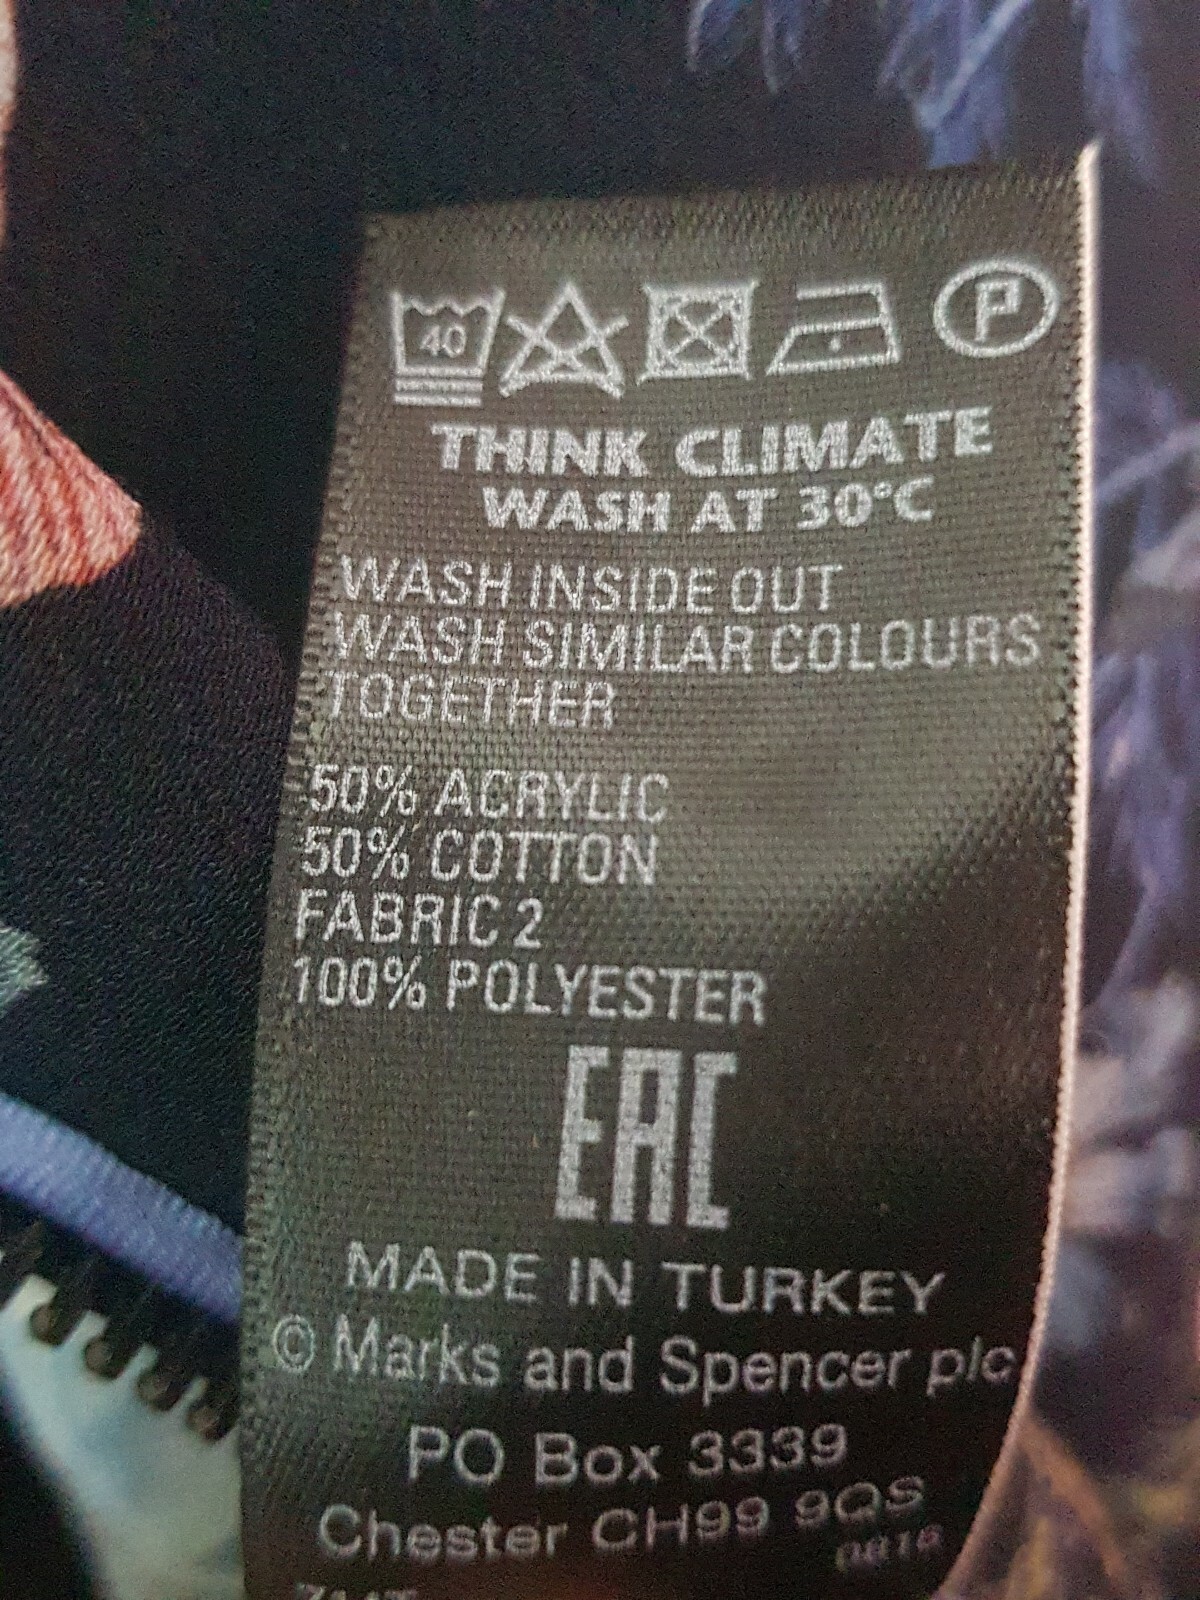 40 P
THINK CLIMATE
WASH AT 30°C
WASH INSIDE OUT
WASH SIMILAR COLOURS
TOGETHER
50% ACRYLIC
50% COTTON
FABRIC 2
100% POLYESTER
EAC
MADE IN TURKEY
© Marks and Spencer plc
PO Box 3339
Chester CH99 9QS
0816